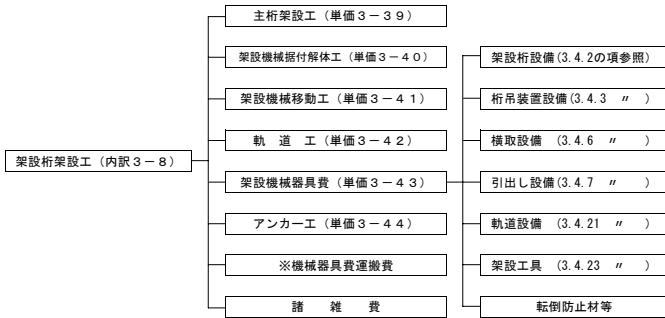 架設桁架設工（内訳３－８）
主桁架設工（単価３－３９）
架設機械据付解体工（単価３－４０）
架設機械移動工（単価３－４１）
軌　道　工（単価３－４２）
架設機械器具費（単価３－４３）
アンカー工（単価３－４４）
※機械器具費運搬費
諸　　雑　　費
架設桁設備(3.4.2の項参照)
桁吊装置設備(3.4.3　〃　)
横取設備　(3.4.6　〃　)
引出し設備(3.4.7　〃　)
軌道設備　(3.4.21　〃　)
架設工具　(3.4.23　〃　)
転倒防止材等